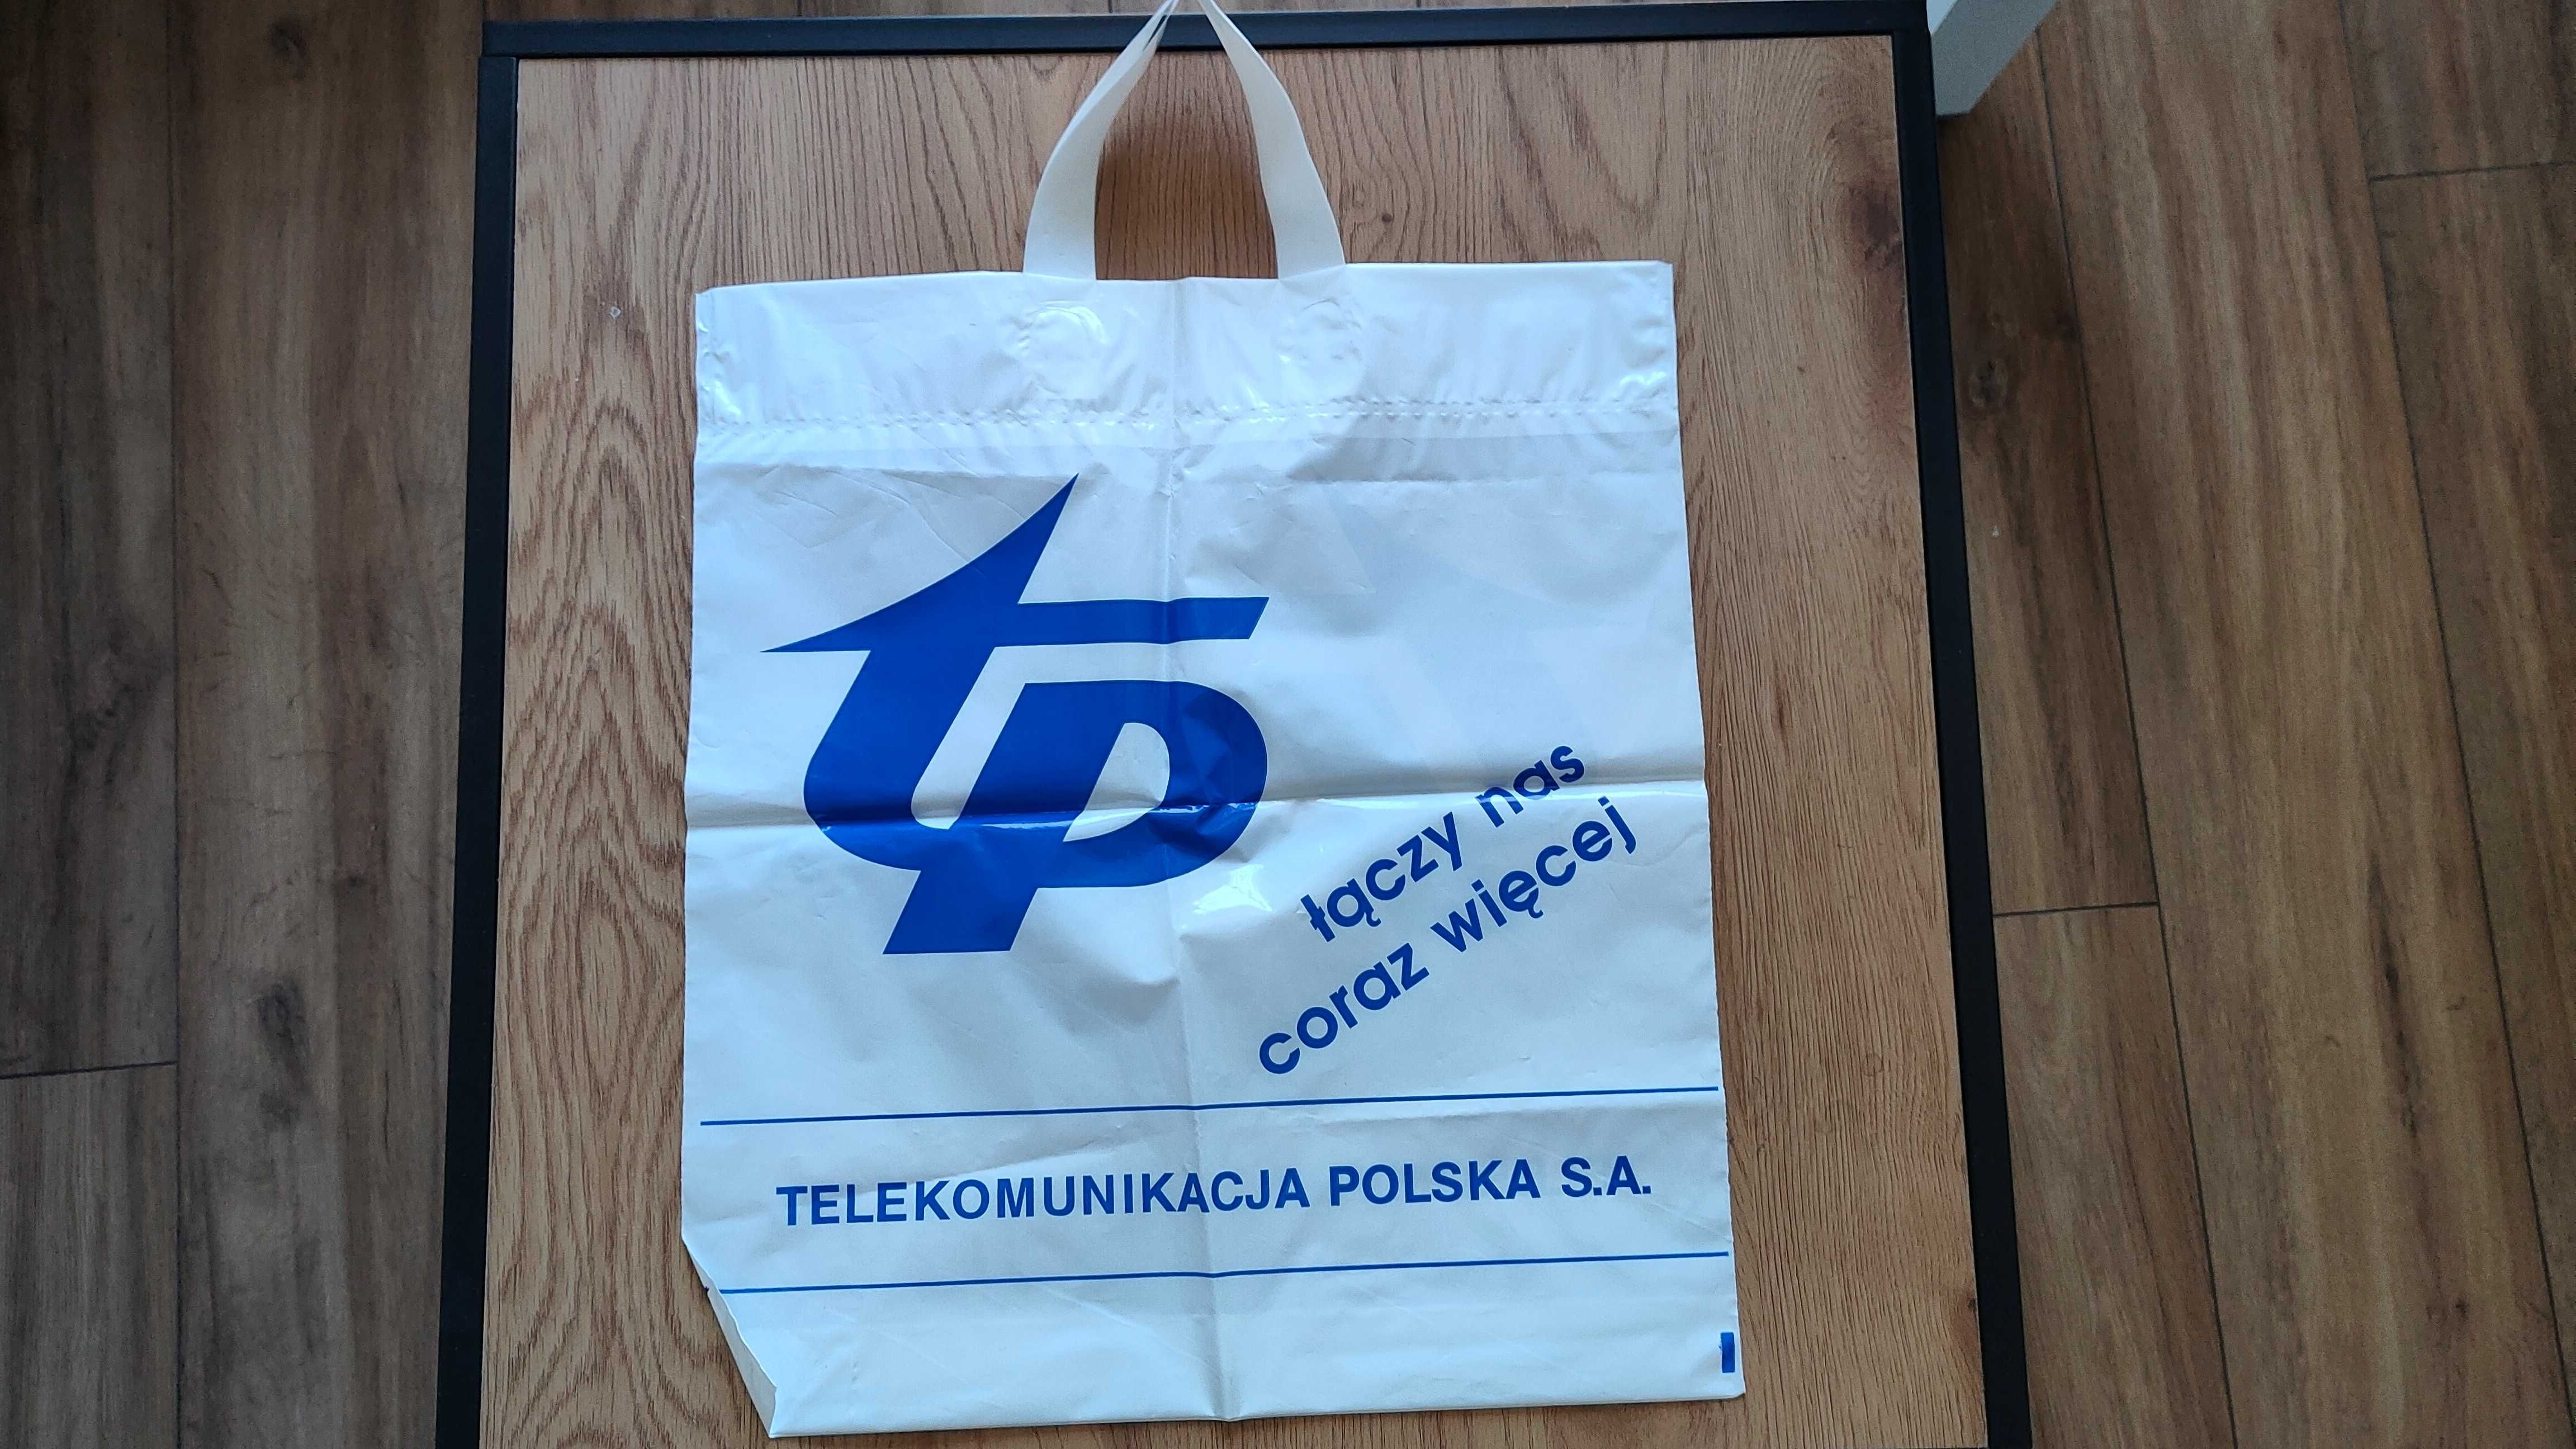 tp
łączy nas
coraz więcej
TELEKOMUNIKACJA POLSKA S.A.